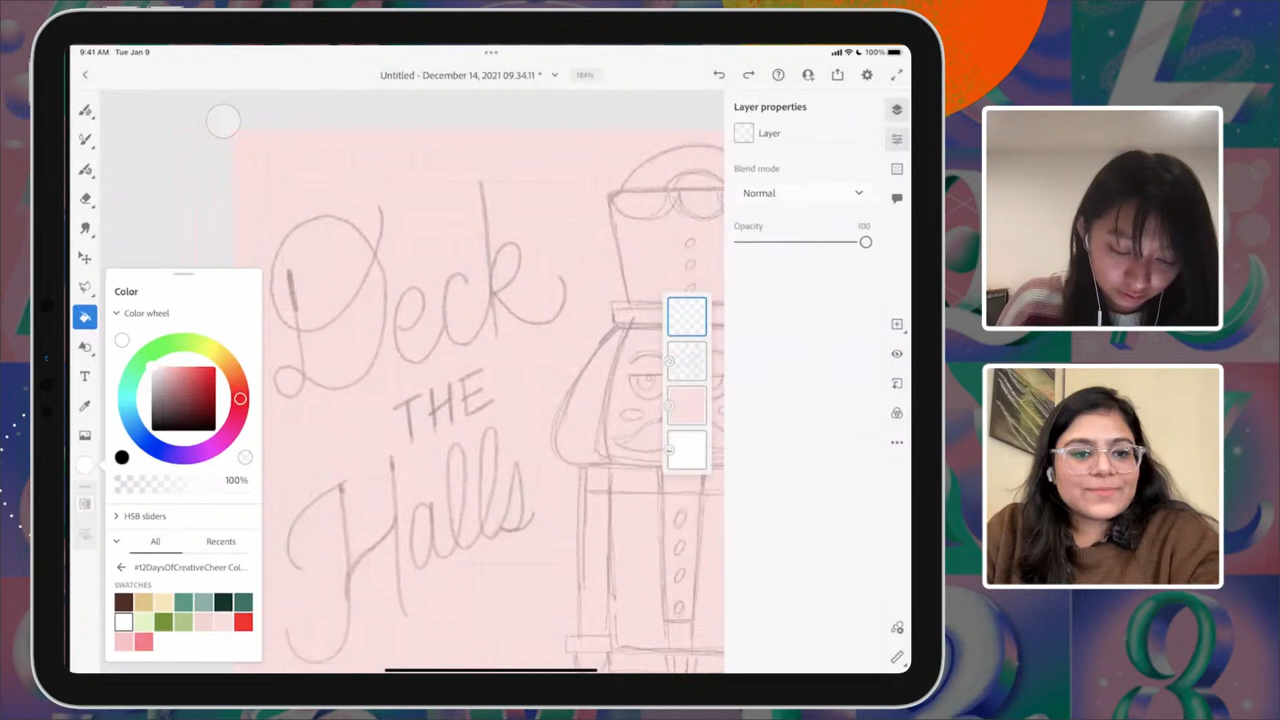 9:41 AM Tue Jan 9
100%
Untitled - December 14, 2021 09.34.11 *
184%
Layer properties
Layer
Blend mode
Normal
Opacity
100
Deck
THE
Halls
Color
Color wheel
100%
HSB sliders
All
Recents
#12DaysOfCreativeCheer Col...
SWATCHES
T
Z
8